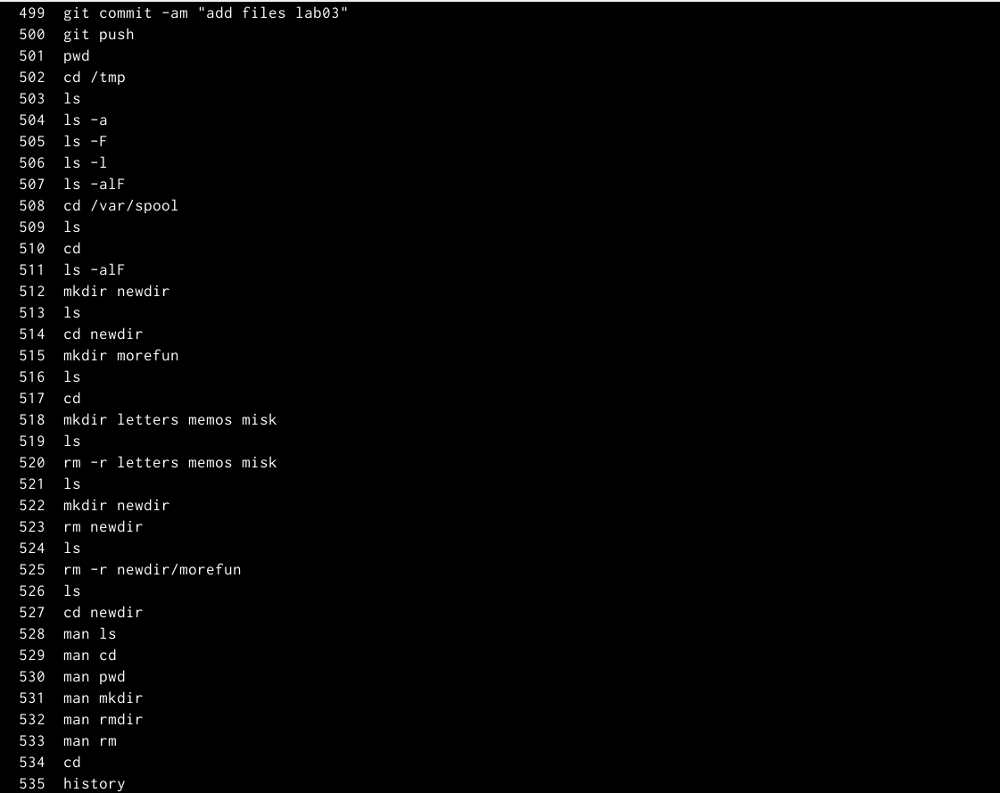 499 git commit -am "add files lab03"
500 git push
501 pwd
502 cd /tmp
503 ls
504 ls -a
505 ls -F
506 ls -l
507 ls -alF
508 cd /var/spool
509 ls
510 cd
511 ls -alF
512 mkdir newdir
513 ls
514 cd newdir
515 mkdir morefun
516 ls
517 cd
518 mkdir letters memos misk
519 ls
520 rm -r letters memos misk
521 ls
522 mkdir newdir
523 rm newdir
524 ls
525 rm -r newdir/morefun
526 ls
527 cd newdir
528 man ls
529 man cd
530 man pwd
531 man mkdir
532 man rmdir
533 man rm
534 cd
535 history